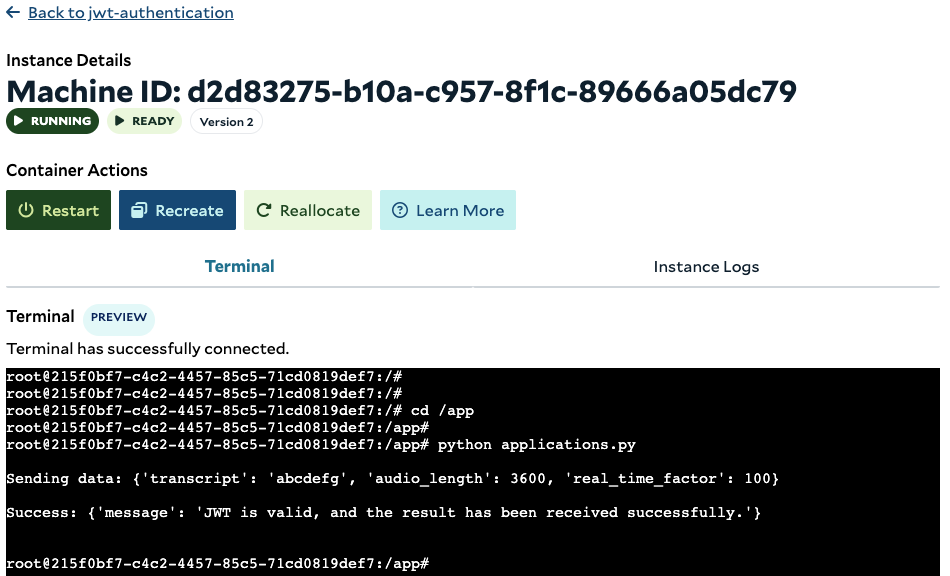 ← Back to jwt-authentication
Instance Details
Machine ID: d2d83275-b10a-c957-8f1c-89666a05dc79
RUNNING READY Version 2
Container Actions
Restart Recreate Reallocate Learn More
Terminal Instance Logs
Terminal PREVIEW
Terminal has successfully connected.
root@215f0bf7-c4c2-4457-85c5-71cd0819def7:/#
root@215f0bf7-c4c2-4457-85c5-71cd0819def7:/#
root@215f0bf7-c4c2-4457-85c5-71cd0819def7:/# cd /app
root@215f0bf7-c4c2-4457-85c5-71cd0819def7:/app#
root@215f0bf7-c4c2-4457-85c5-71cd0819def7:/app# python applications.py
Sending data: {'transcript': 'abcdefg', 'audio_length': 3600, 'real_time_factor': 100}
Success: {'message': 'JWT is valid, and the result has been received successfully.'}
root@215f0bf7-c4c2-4457-85c5-71cd0819def7:/app#